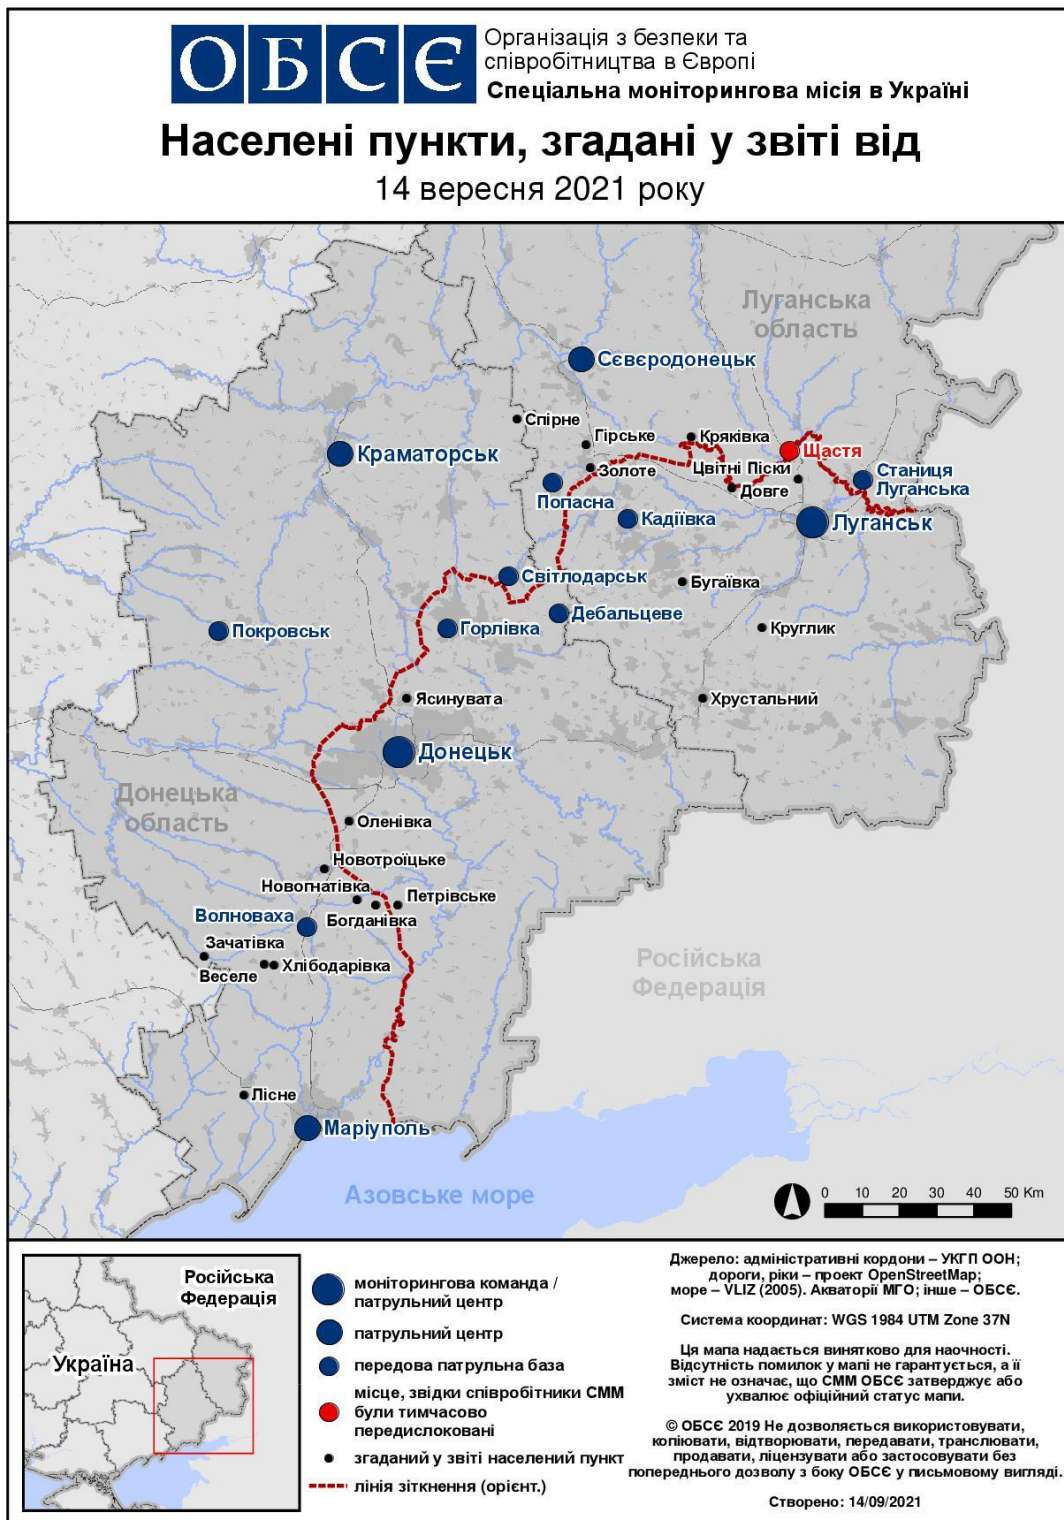 ОБСЄ
Організація з безпеки та
співробітництва в Європі
Спеціальна моніторингова місія в Україні
Населені пункти, згадані у звіті від
14 вересня 2021 року
Луганська
область
Сєвєродонецьк
Спірне
Гірське
Кряківка
Щастя
Краматорськ
Золоте
Цвітні Піски
Станиця
Луганська
Попасна
Довге
Кадіївка
Луганськ
Світлодарськ
Бугаївка
Дебальцеве
Покровськ
Горлівка
Круглик
Ясинувата
Хрустальний
Донецьк
Донецька
область
Оленівка
Новотроїцьке
Новогнатівка
Петрівське
Богданівка
Волноваха
Зачатівка
Веселе
Хлібодарівка
Російська
Федерація
Лісне
Маріуполь
Азовське море
0 10 20 30 40 50 Km
Російська
Федерація
Україна
моніторингова команда /
патрульний центр
патрульний центр
передова патрульна база
місце, звідки співробітники СММ
були тимчасово
передислоковані
згаданий у звіті населений пункт
лінія зіткнення (орієнт.)
Джерело: адміністративні кордони – УКГП ООН;
дороги, ріки – проект OpenStreetMap;
море – VLIZ (2005). Акваторії МГО; інше – ОБСЄ.
Система координат: WGS 1984 UTM Zone 37N
Ця мапа надається винятково для наочності.
Відсутність помилок у мапі не гарантується, а її
зміст не означає, що СММ ОБСЄ затверджує або
ухвалює офіційний статус мапи.
© ОБСЄ 2019 Не дозволяється використовувати,
копіювати, відтворювати, передавати, транслювати,
продавати, ліцензувати або застосовувати без
попереднього дозволу з боку ОБСЄ у письмовому вигляді.
Створено: 14/09/2021